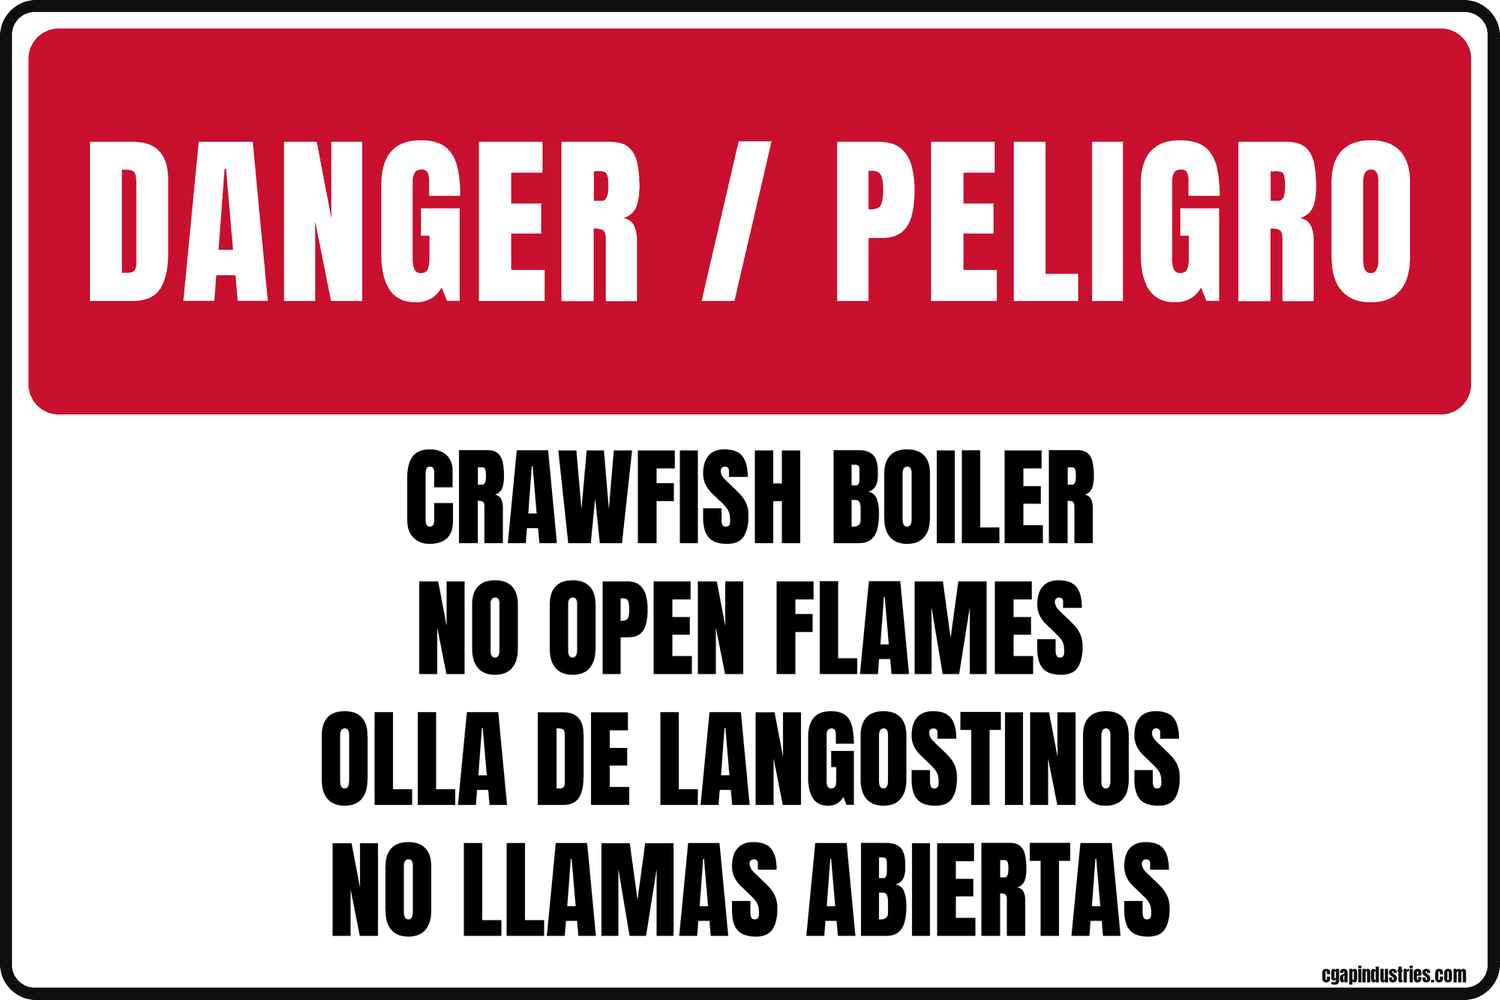 DANGER / PELIGRO
CRAWFISH BOILER
NO OPEN FLAMES
OLLA DE LANGOSTINOS
NO LLAMAS ABIERTAS
cgapindustries.com